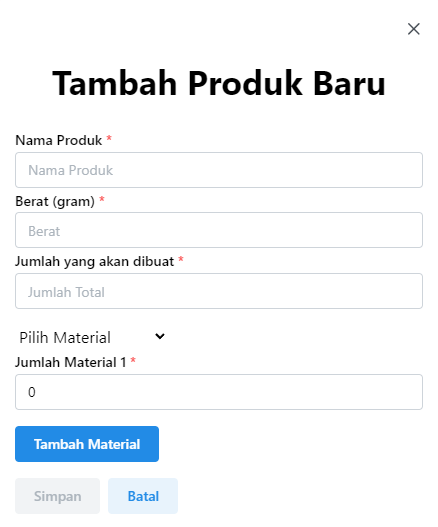 Tambah Produk Baru
Nama Produk *
Nama Produk
Berat (gram) *
Berat
Jumlah yang akan dibuat *
Jumlah Total
Pilih Material
Jumlah Material 1 *
0
Tambah Material
Simpan Batal